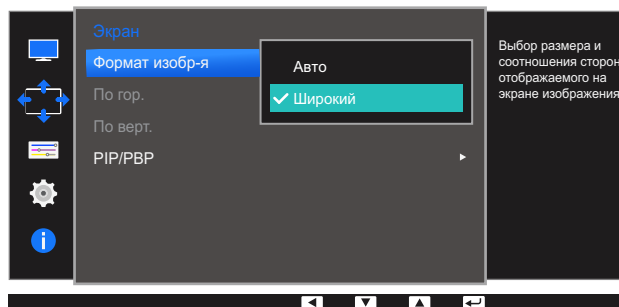 Экран
Формат изобр-я
По гор.
По верт.
PIP/PBP
Авто
Широкий
Выбор размера и
соотношения сторон
отображаемого на
экране изображения